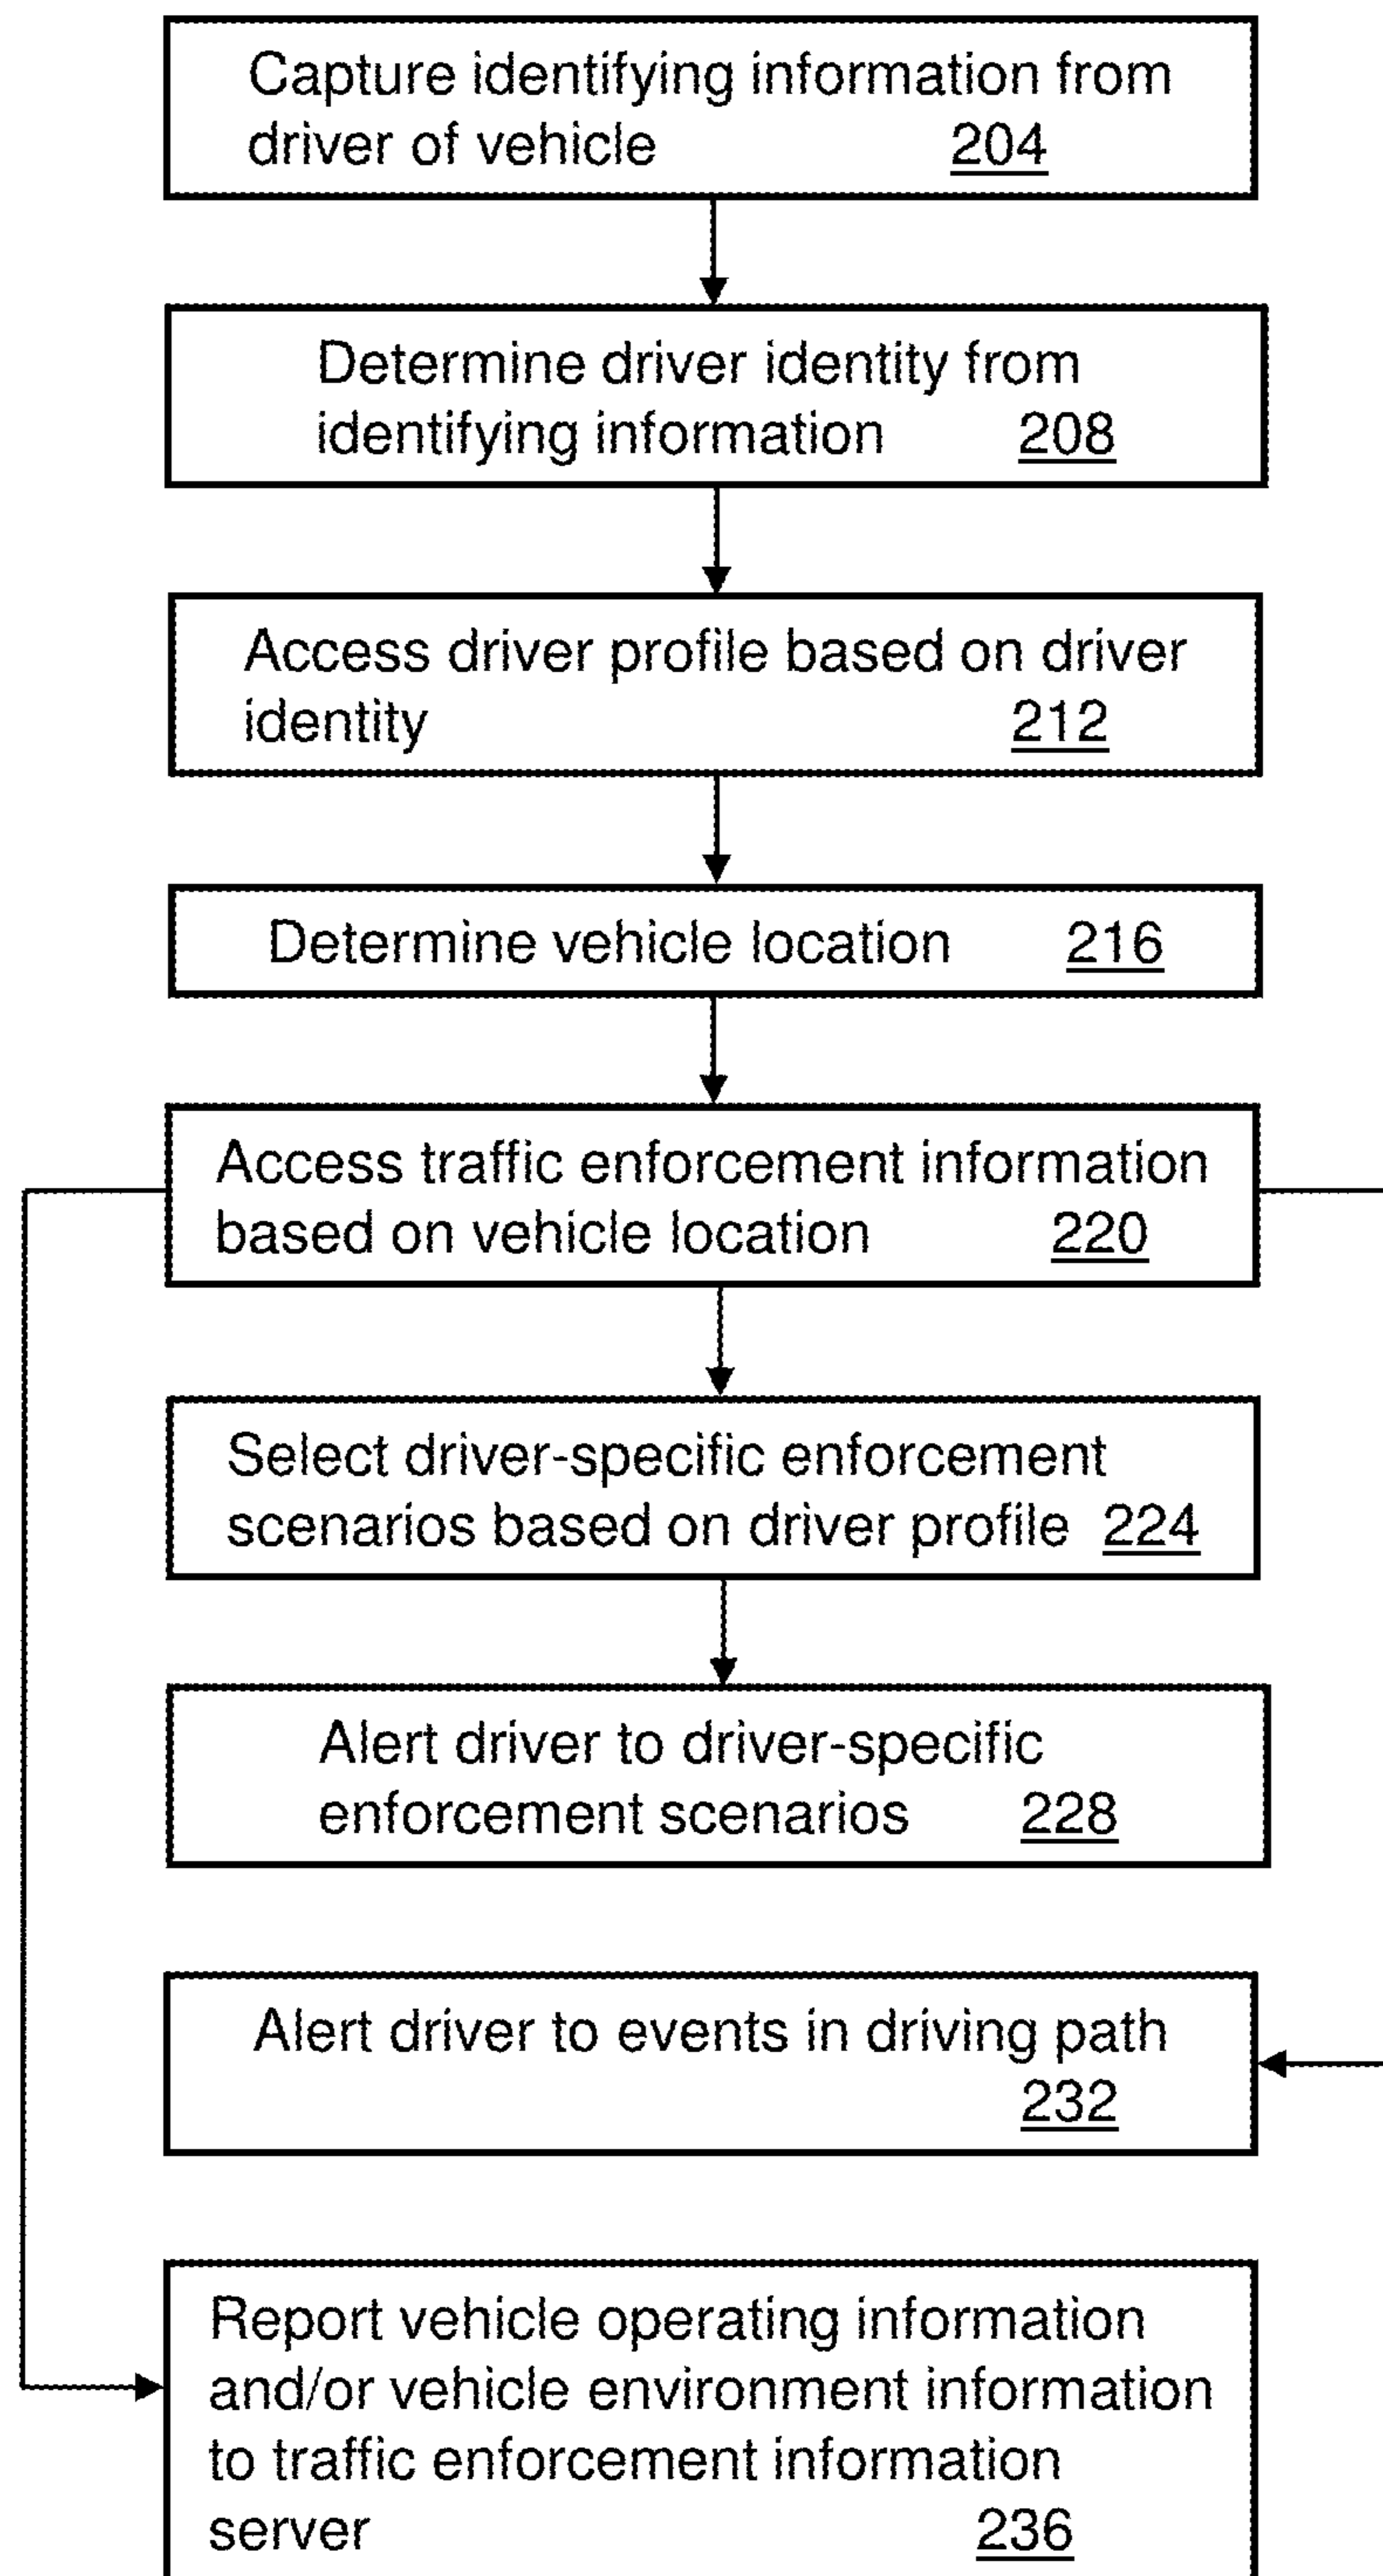 Capture identifying information from
driver of vehicle 204
Determine driver identity from
identifying information 208
Access driver profile based on driver
identity 212
Determine vehicle location 216
Access traffic enforcement information
based on vehicle location 220
Select driver-specific enforcement
scenarios based on driver profile 224
Alert driver to driver-specific
enforcement scenarios 228
Alert driver to events in driving path
232
Report vehicle operating information
and/or vehicle environment information
to traffic enforcement information
server 236